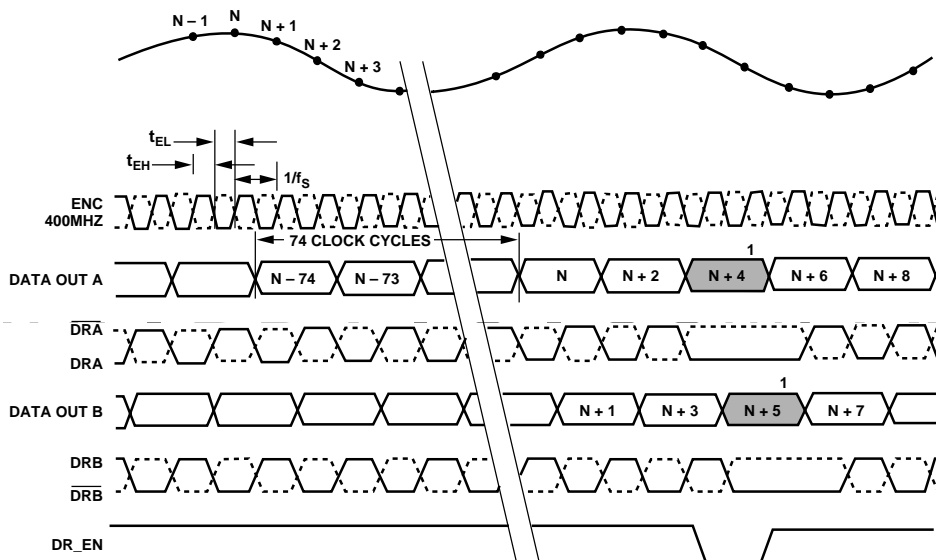 N – 1
N
N + 1
N + 2
N + 3
tEL
tEH
1/fS
ENC
400MHZ
74 CLOCK CYCLES
1
DATA OUT A
N – 74
N – 73
N
N + 2
N + 4
N + 6
N + 8
DRA
DRA
1
DATA OUT B
N + 1
N + 3
N + 5
N + 7
DRB
DRB
DR_EN